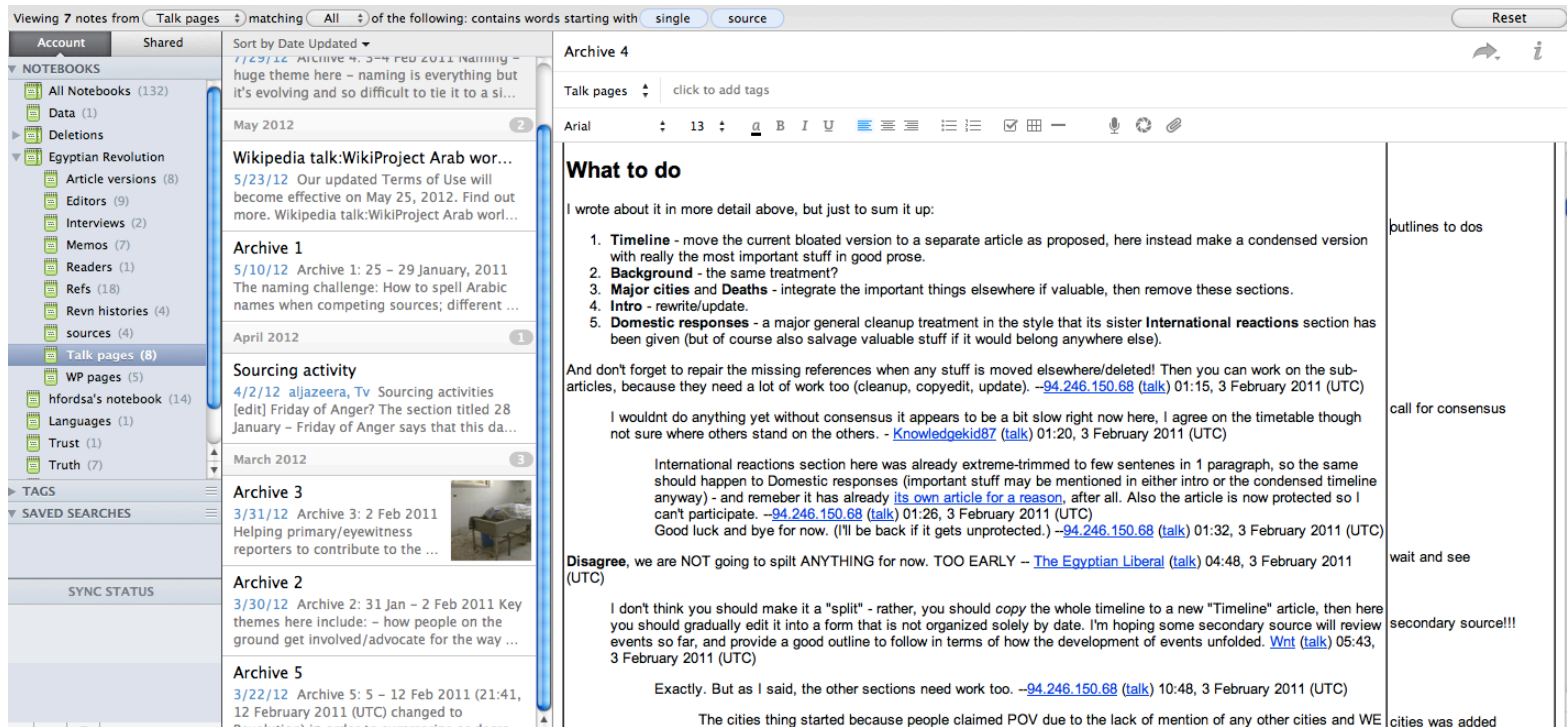 Viewing 7 notes from Talk pages matching All of the following: contains words starting with single source Reset
Account Shared
NOTEBOOKS
All Notebooks (132)
Data (1)
Deletions
Egyptian Revolution
Article versions (8)
Editors (9)
Interviews (2)
Memos (7)
Readers (1)
Refs (18)
Revn histories (4)
sources (4)
Talk pages (8)
WP pages (5)
hfordsa's notebook (14)
Languages (1)
Trust (1)
Truth (7)
TAGS
SAVED SEARCHES
SYNC STATUS
Sort by Date Updated
7/29/12 Archive 4: 3-4 Feb 2011 Naming –
huge theme here – naming is everything but
it's evolving and so difficult to tie it to a si...
May 2012 2
Wikipedia talk:WikiProject Arab wor...
5/23/12 Our updated Terms of Use will
become effective on May 25, 2012. Find out
more. Wikipedia talk:WikiProject Arab worl...
Archive 1
5/10/12 Archive 1: 25 – 29 January, 2011
The naming challenge: How to spell Arabic
names when competing sources; different ...
April 2012 1
Sourcing activity
4/2/12 aljazeera, Tv Sourcing activities
[edit] Friday of Anger? The section titled 28
January – Friday of Anger says that this da...
March 2012 3
Archive 3
3/31/12 Archive 3: 2 Feb 2011
Helping primary/eyewitness
reporters to contribute to the ...
Archive 2
3/30/12 Archive 2: 31 Jan – 2 Feb 2011 Key
themes here include: – how people on the
ground get involved/advocate for the way ...
Archive 5
3/22/12 Archive 5: 5 – 12 Feb 2011 (21:41,
12 February 2011 (UTC) changed to
Archive 4
Talk pages click to add tags
Arial 13 a B I U
What to do
I wrote about it in more detail above, but just to sum it up:
outlines to dos
1. Timeline - move the current bloated version to a separate article as proposed, here instead make a condensed version
with really the most important stuff in good prose.
2. Background - the same treatment?
3. Major cities and Deaths - integrate the important things elsewhere if valuable, then remove these sections.
4. Intro - rewrite/update.
5. Domestic responses - a major general cleanup treatment in the style that its sister International reactions section has
been given (but of course also salvage valuable stuff if it would belong anywhere else).
And don't forget to repair the missing references when any stuff is moved elsewhere/deleted! Then you can work on the sub-
articles, because they need a lot of work too (cleanup, copyedit, update). --94.246.150.68 (talk) 01:15, 3 February 2011 (UTC)
call for consensus
I wouldnt do anything yet without consensus it appears to be a bit slow right now here, I agree on the timetable though
not sure where others stand on the others. - Knowledgekid87 (talk) 01:20, 3 February 2011 (UTC)
International reactions section here was already extreme-trimmed to few sentenes in 1 paragraph, so the same
should happen to Domestic responses (important stuff may be mentioned in either intro or the condensed timeline
anyway) - and remeber it has already its own article for a reason, after all. Also the article is now protected so I
can't participate. --94.246.150.68 (talk) 01:26, 3 February 2011 (UTC)
Good luck and bye for now. (I'll be back if it gets unprotected.) --94.246.150.68 (talk) 01:32, 3 February 2011 (UTC)
Disagree, we are NOT going to spilt ANYTHING for now. TOO EARLY -- The Egyptian Liberal (talk) 04:48, 3 February 2011
(UTC)
wait and see
I don't think you should make it a "split" - rather, you should copy the whole timeline to a new "Timeline" article, then here
you should gradually edit it into a form that is not organized solely by date. I'm hoping some secondary source will review
events so far, and provide a good outline to follow in terms of how the development of events unfolded. Wnt (talk) 05:43,
3 February 2011 (UTC)
secondary source!!!
Exactly. But as I said, the other sections need work too. --94.246.150.68 (talk) 10:48, 3 February 2011 (UTC)
The cities thing started because people claimed POV due to the lack of mention of any other cities and WE
cities was added